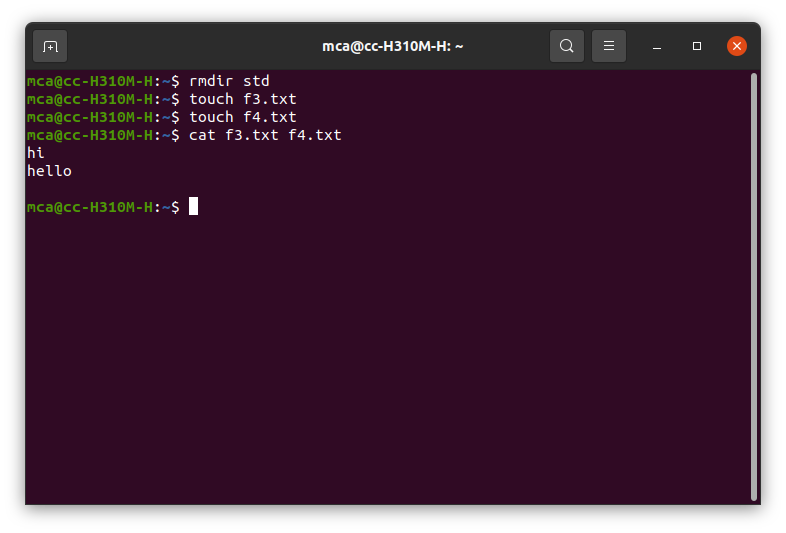 mca@cc-H310M-H: ~
mca@cc-H310M-H:~$ rmdir std
mca@cc-H310M-H:~$ touch f3.txt
mca@cc-H310M-H:~$ touch f4.txt
mca@cc-H310M-H:~$ cat f3.txt f4.txt
hi
hello
mca@cc-H310M-H:~$